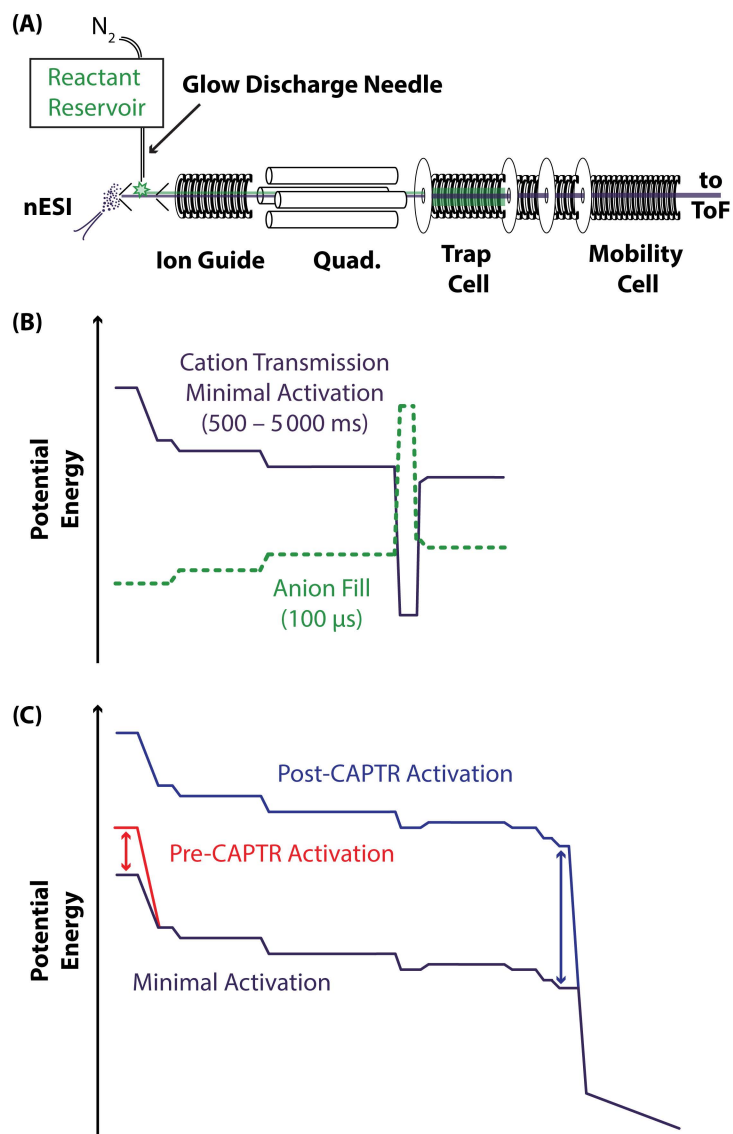 (A)
N2
Reactant
Reservoir
Glow Discharge Needle
nESI
to
ToF
Ion Guide
Quad.
Trap
Cell
Mobility
Cell
(B)
Cation Transmission
Minimal Activation
(500 – 5 000 ms)
Potential
Energy
Anion Fill
(100 µs)
(C)
Post-CAPTR Activation
Pre-CAPTR Activation
Potential
Energy
Minimal Activation